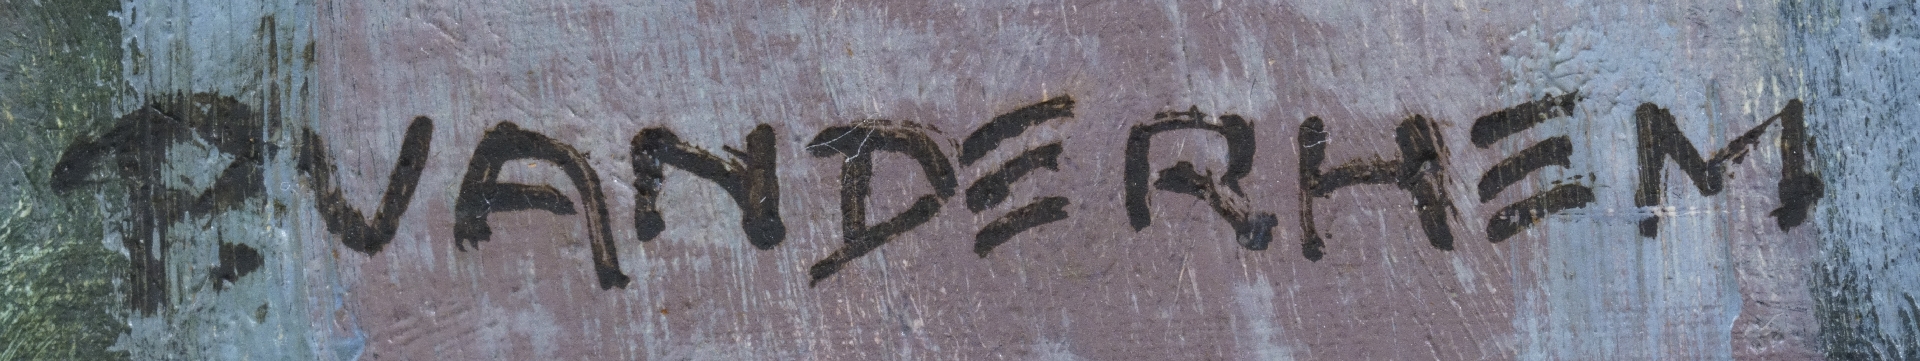 P. VANDERHEM